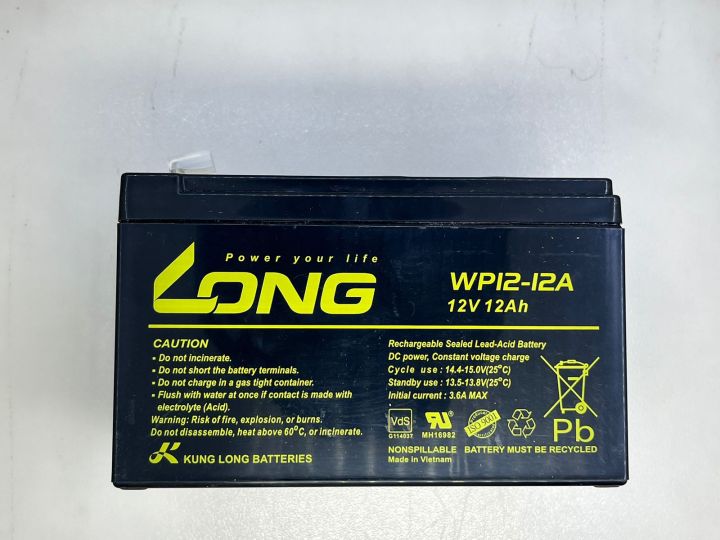 Power your life
LONG
WP12-12A
12V 12Ah
CAUTION
- Do not incinerate.
- Do not short the battery terminals.
- Do not charge in a gas tight container.
- Flush with water at once if contact is made with
electrolyte (Acid).
Warning: Risk of fire, explosion, or burns.
Do not disassemble, heat above 60°C, or incinerate.
KUNG LONG BATTERIES
Rechargeable Sealed Lead-Acid Battery
DC power, Constant voltage charge
Cycle use : 14.4-15.0V(25°C)
Standby use : 13.5-13.8V(25°C)
Initial current : 3.6A MAX
VdS
G114037
MH16982
ISO 9001
Pb
NONSPILLABLE BATTERY MUST BE RECYCLED
Made in Vietnam